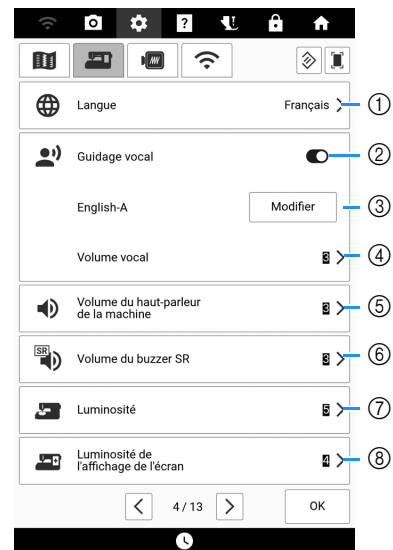 ?
Langue
Français
①
Guidage vocal
②
English-A
Modifier
③
Volume vocal
3
④
Volume du haut-parleur
de la machine
3
⑤
SR
Volume du buzzer SR
3
⑥
Luminosité
5
⑦
Luminosité de
l'affichage de l'écran
4
⑧
4 / 13
OK